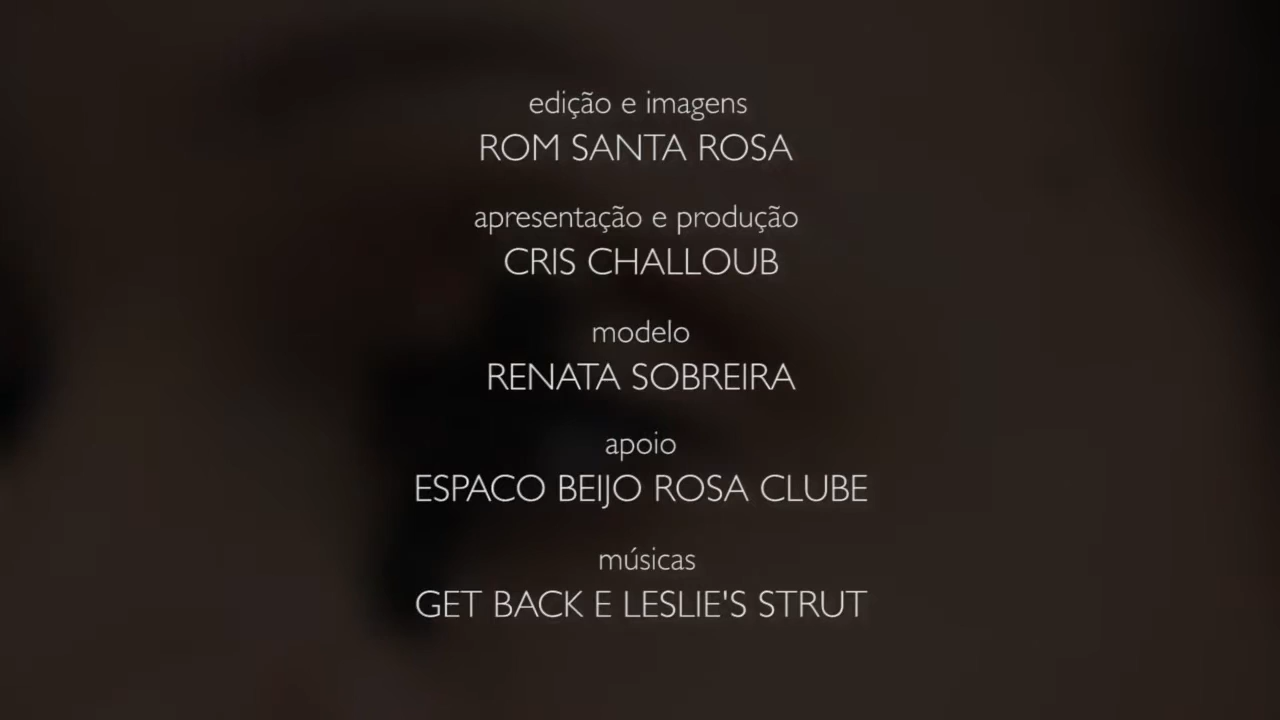 edição e imagens
ROM SANTA ROSA
apresentação e produção
CRIS CHALLOUB
modelo
RENATA SOBREIRA
apoio
ESPACO BEIJO ROSA CLUBE
músicas
GET BACK E LESLIE'S STRUT